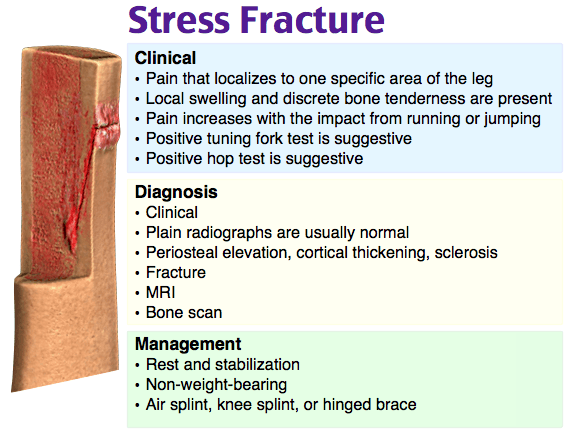 Stress Fracture
Clinical
• Pain that localizes to one specific area of the leg
• Local swelling and discrete bone tenderness are present
• Pain increases with the impact from running or jumping
• Positive tuning fork test is suggestive
• Positive hop test is suggestive
Diagnosis
• Clinical
• Plain radiographs are usually normal
• Periosteal elevation, cortical thickening, sclerosis
• Fracture
• MRI
• Bone scan
Management
• Rest and stabilization
• Non-weight-bearing
• Air splint, knee splint, or hinged brace